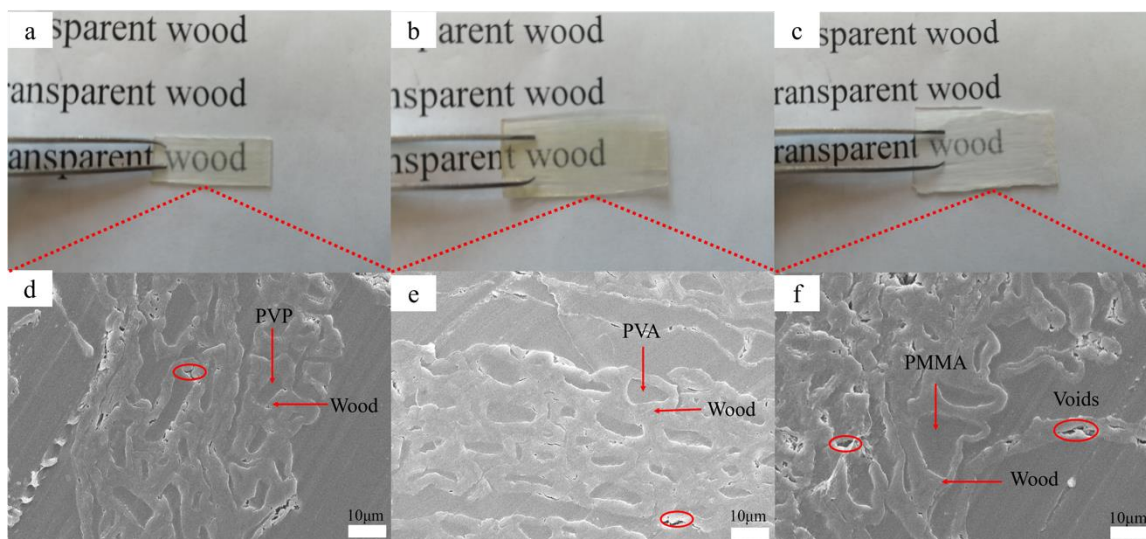 a
sparent wood
ransparent wood
ansparent wood
b
parent wood
nsparent wood
nsparent wood
c
sparent wood
ransparent wood
ransparent wood
d
PVP
Wood
10μm
e
PVA
Wood
10μm
f
PMMA
Voids
Wood
10μm